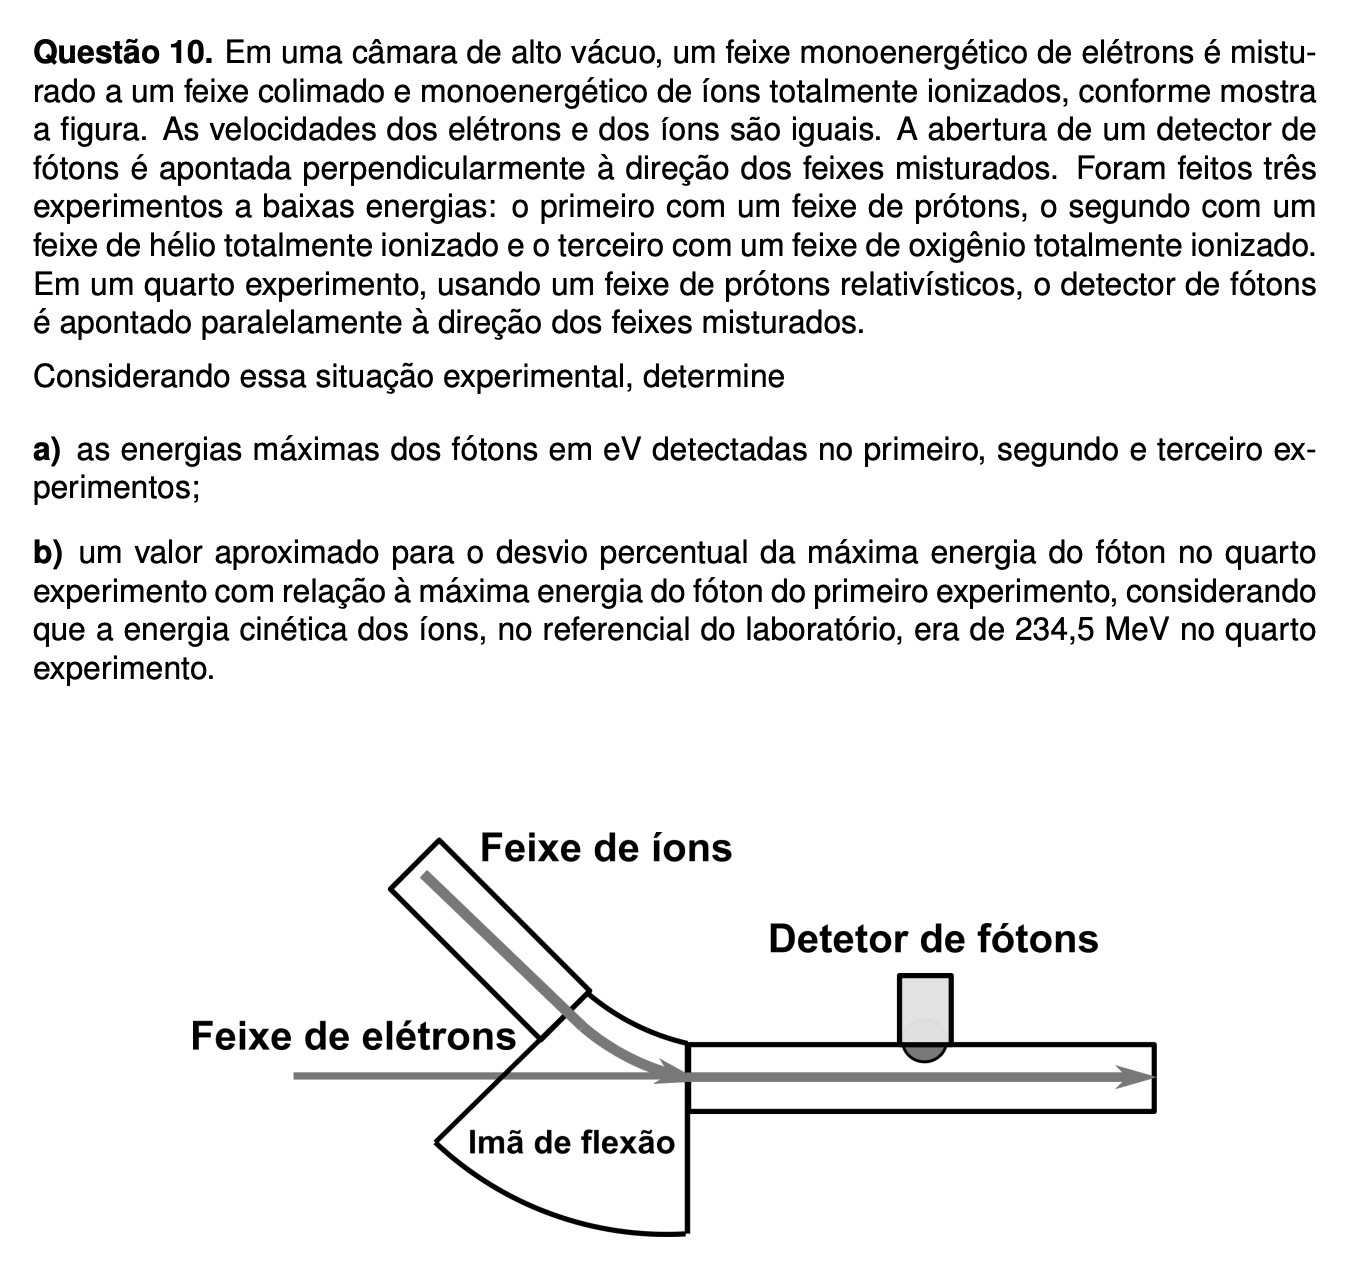 Questão 10. Em uma câmara de alto vácuo, um feixe monoenergético de elétrons é mistu-
rado a um feixe colimado e monoenergético de íons totalmente ionizados, conforme mostra
a figura. As velocidades dos elétrons e dos íons são iguais. A abertura de um detector de
fótons é apontada perpendicularmente à direção dos feixes misturados. Foram feitos três
experimentos a baixas energias: o primeiro com um feixe de prótons, o segundo com um
feixe de hélio totalmente ionizado e o terceiro com um feixe de oxigênio totalmente ionizado.
Em um quarto experimento, usando um feixe de prótons relativísticos, o detector de fótons
é apontado paralelamente à direção dos feixes misturados.
Considerando essa situação experimental, determine
a) as energias máximas dos fótons em eV detectadas no primeiro, segundo e terceiro ex-
perimentos;
b) um valor aproximado para o desvio percentual da máxima energia do fóton no quarto
experimento com relação à máxima energia do fóton do primeiro experimento, considerando
que a energia cinética dos íons, no referencial do laboratório, era de 234,5 MeV no quarto
experimento.
Feixe de íons
Detetor de fótons
Feixe de elétrons
Imã de flexão